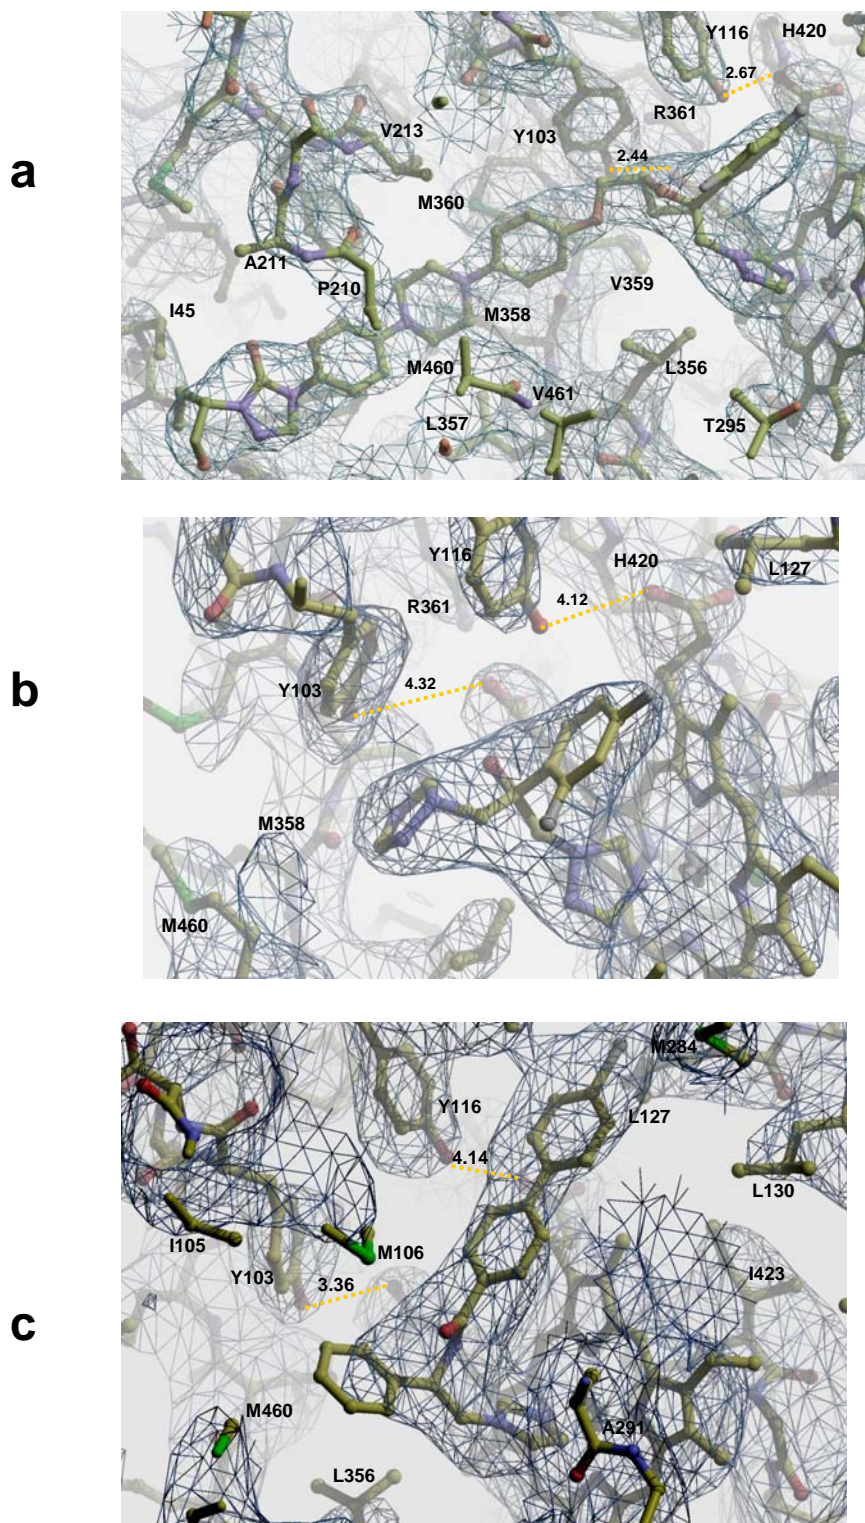 a
Y116 H420
2.67
V213 R361
Y103
2.44
M360
A211
P210 V359
I45 M358
M460 L356
V461
L357 T295
b
Y116 H420 L127
4.12
R361
Y103 4.32
M358
M460
c
M284
Y116 L127
4.14
L130
I105 M106
Y103 I423
3.36
M460 A291
L356